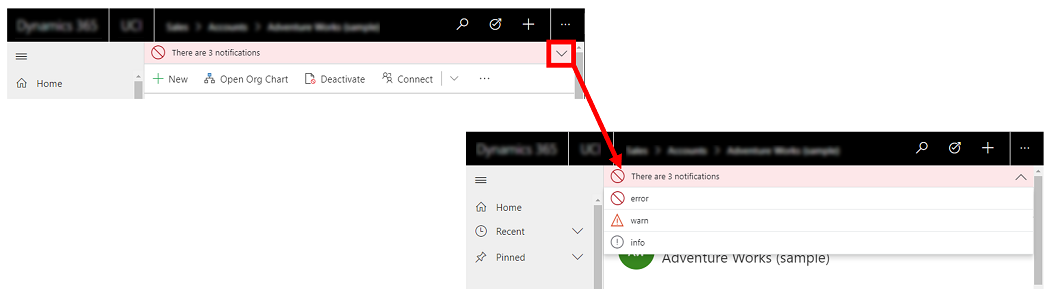 Dynamics 365 UCI Sales > Accounts > Adventure Works (sample)
There are 3 notifications
Home
New Open Org Chart Deactivate Connect
Dynamics 365 UCI Sales > Accounts > Adventure Works (sample)
There are 3 notifications
error
Home
warn
Recent
info
Pinned
Adventure Works (sample)